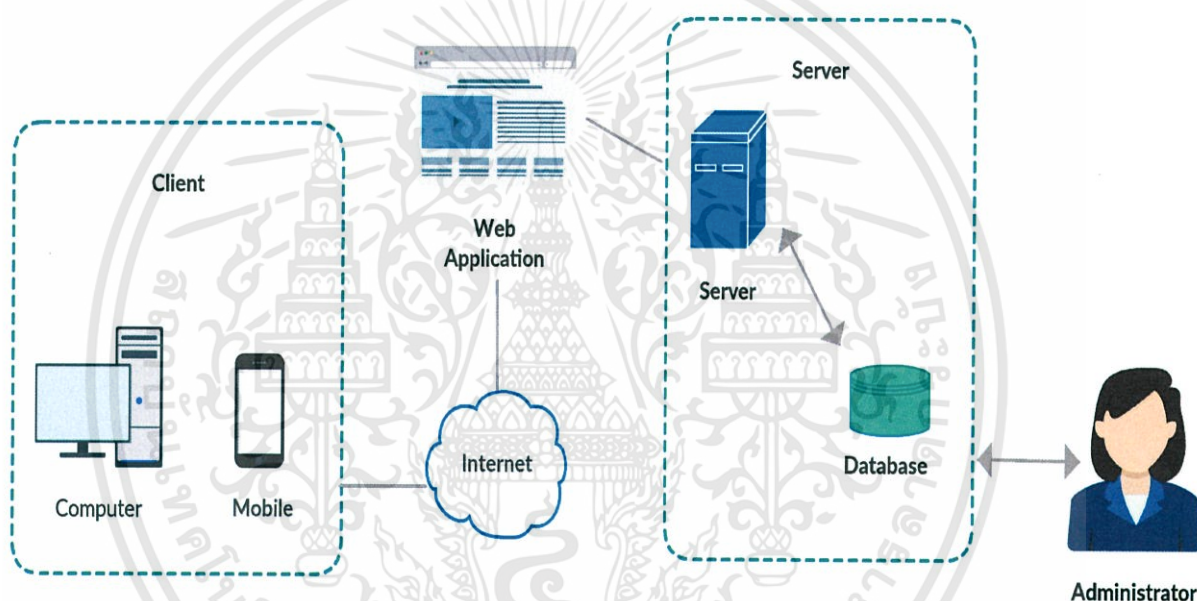 Client
Computer
Mobile
Web
Application
Internet
Server
Server
Database
Administrator